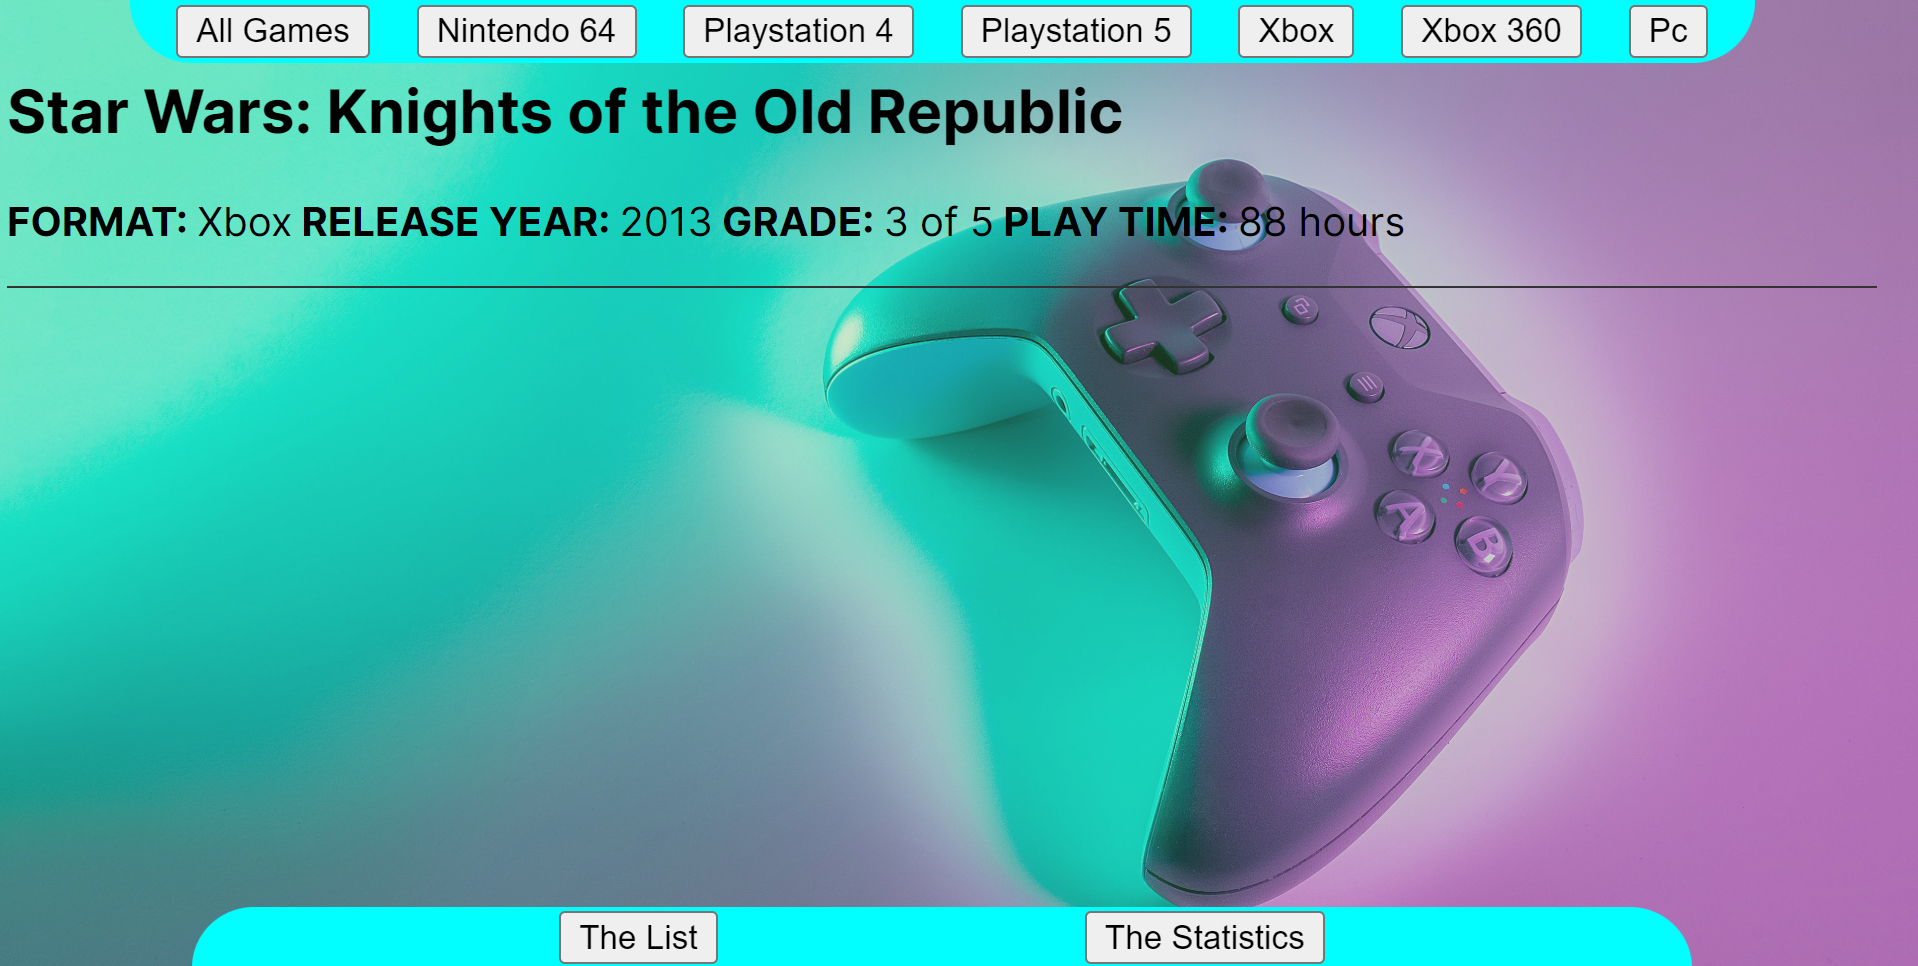 All Games Nintendo 64 Playstation 4 Playstation 5 Xbox Xbox 360 Pc
Star Wars: Knights of the Old Republic
FORMAT: Xbox RELEASE YEAR: 2013 GRADE: 3 of 5 PLAY TIME: 88 hours
X
Y
A
B
The List The Statistics